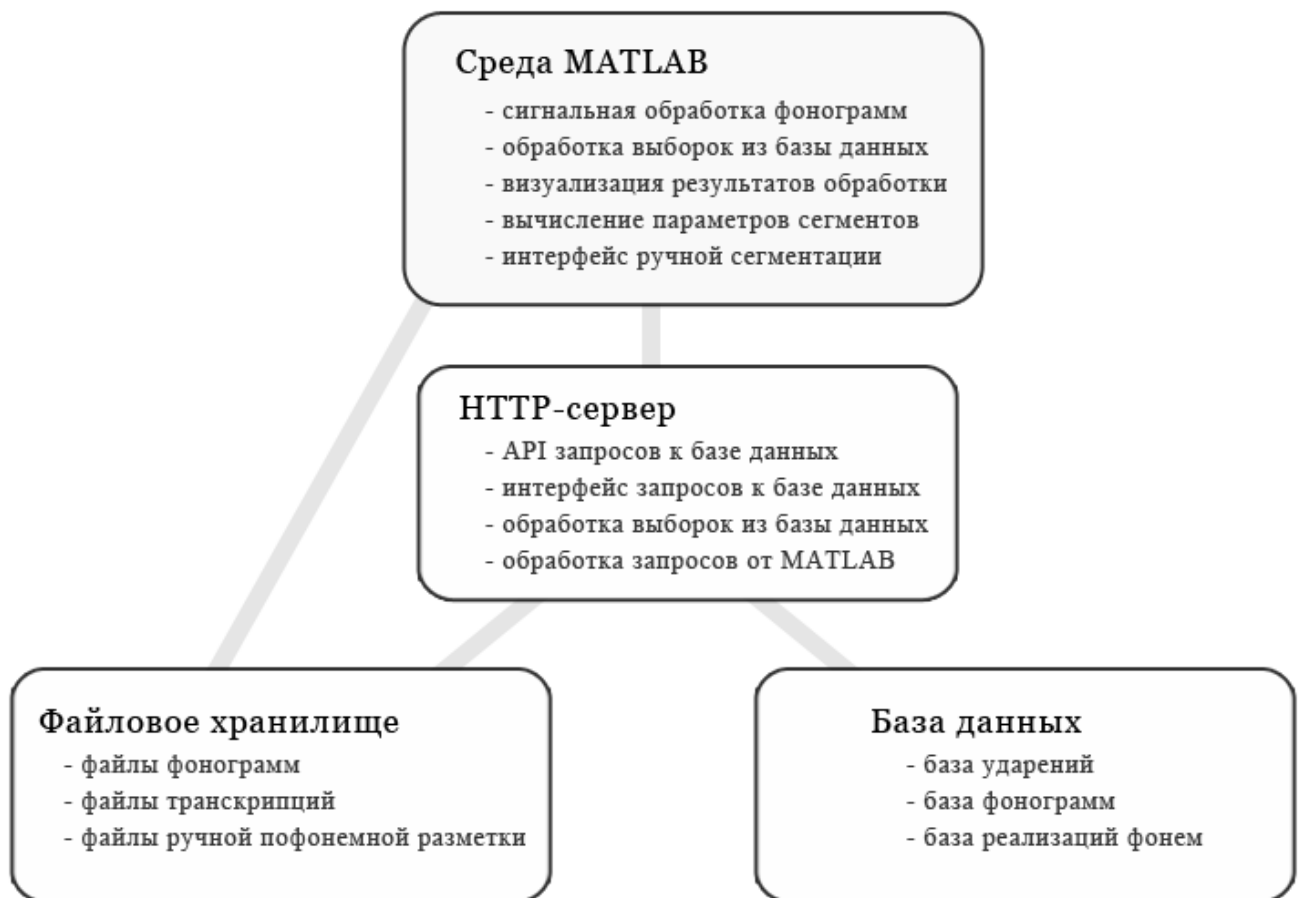 Среда MATLAB
- сигнальная обработка фонограмм
- обработка выборок из базы данных
- визуализация результатов обработки
- вычисление параметров сегментов
- интерфейс ручной сегментации
HTTP-сервер
- API запросов к базе данных
- интерфейс запросов к базе данных
- обработка выборок из базы данных
- обработка запросов от MATLAB
Файловое хранилище
- файлы фонограмм
- файлы транскрипций
- файлы ручной пофонемной разметки
База данных
- база ударений
- база фонограмм
- база реализаций фонем